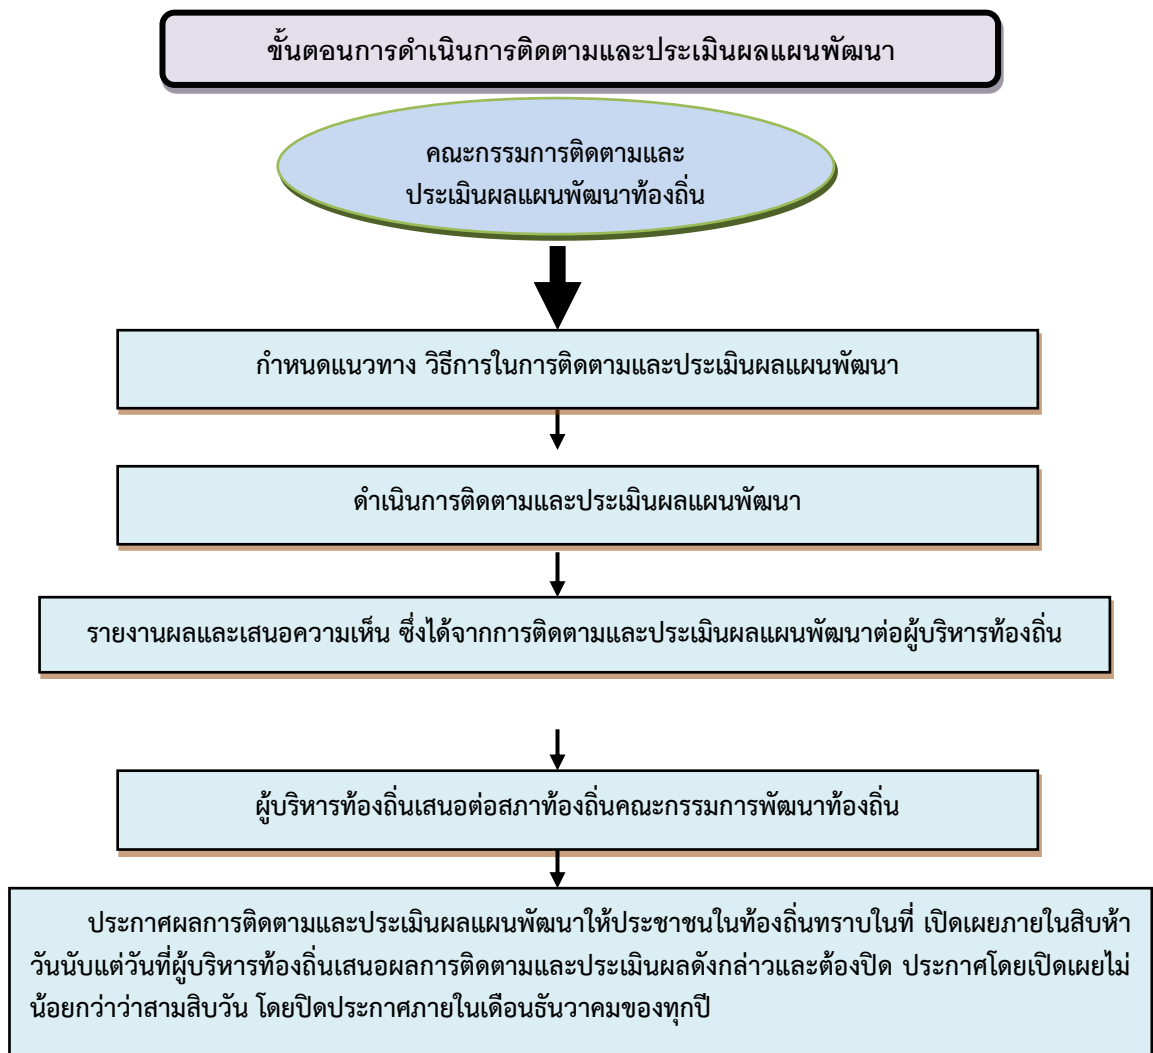 ขั้นตอนการดำเนินการติดตามและประเมินผลแผนพัฒนา
คณะกรรมการติดตามและ
ประเมินผลแผนพัฒนาท้องถิ่น
กำหนดแนวทาง วิธีการในการติดตามและประเมินผลแผนพัฒนา
ดำเนินการติดตามและประเมินผลแผนพัฒนา
รายงานผลและเสนอความเห็น ซึ่งได้จากการติดตามและประเมินผลแผนพัฒนาต่อผู้บริหารท้องถิ่น
ผู้บริหารท้องถิ่นเสนอต่อสภาท้องถิ่นคณะกรรมการพัฒนาท้องถิ่น
ประกาศผลการติดตามและประเมินผลแผนพัฒนาให้ประชาชนในท้องถิ่นทราบในที่ เปิดเผยภายในสิบห้า
วันนับแต่วันที่ผู้บริหารท้องถิ่นเสนอผลการติดตามและประเมินผลดังกล่าวและต้องปิด ประกาศโดยเปิดเผยไม่
น้อยกว่าว่าสามสิบวัน โดยปิดประกาศภายในเดือนธันวาคมของทุกปี